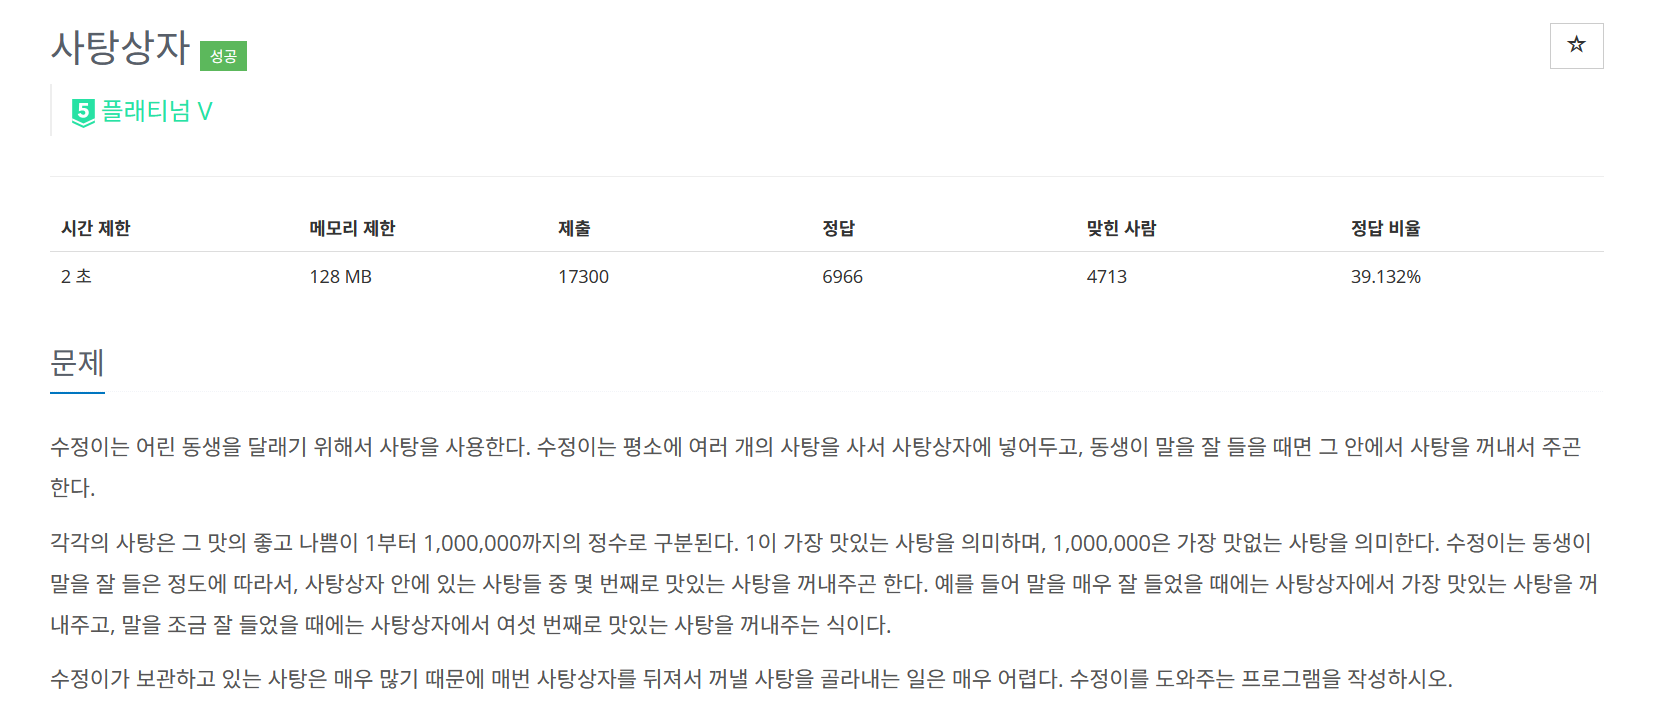 사탕상자 성공
☆
5 플래티넘 V
시간 제한 메모리 제한 제출 정답 맞힌 사람 정답 비율
2 초 128 MB 17300 6966 4713 39.132%
문제
수정이는 어린 동생을 달래기 위해서 사탕을 사용한다. 수정이는 평소에 여러 개의 사탕을 사서 사탕상자에 넣어두고, 동생이 말을 잘 들을 때면 그 안에서 사탕을 꺼내서 주곤
한다.
각각의 사탕은 그 맛의 좋고 나쁨이 1부터 1,000,000까지의 정수로 구분된다. 1이 가장 맛있는 사탕을 의미하며, 1,000,000은 가장 맛없는 사탕을 의미한다. 수정이는 동생이
말을 잘 들은 정도에 따라서, 사탕상자 안에 있는 사탕들 중 몇 번째로 맛있는 사탕을 꺼내주곤 한다. 예를 들어 말을 매우 잘 들었을 때에는 사탕상자에서 가장 맛있는 사탕을 꺼
내주고, 말을 조금 잘 들었을 때에는 사탕상자에서 여섯 번째로 맛있는 사탕을 꺼내주는 식이다.
수정이가 보관하고 있는 사탕은 매우 많기 때문에 매번 사탕상자를 뒤져서 꺼낼 사탕을 골라내는 일은 매우 어렵다. 수정이를 도와주는 프로그램을 작성하시오.